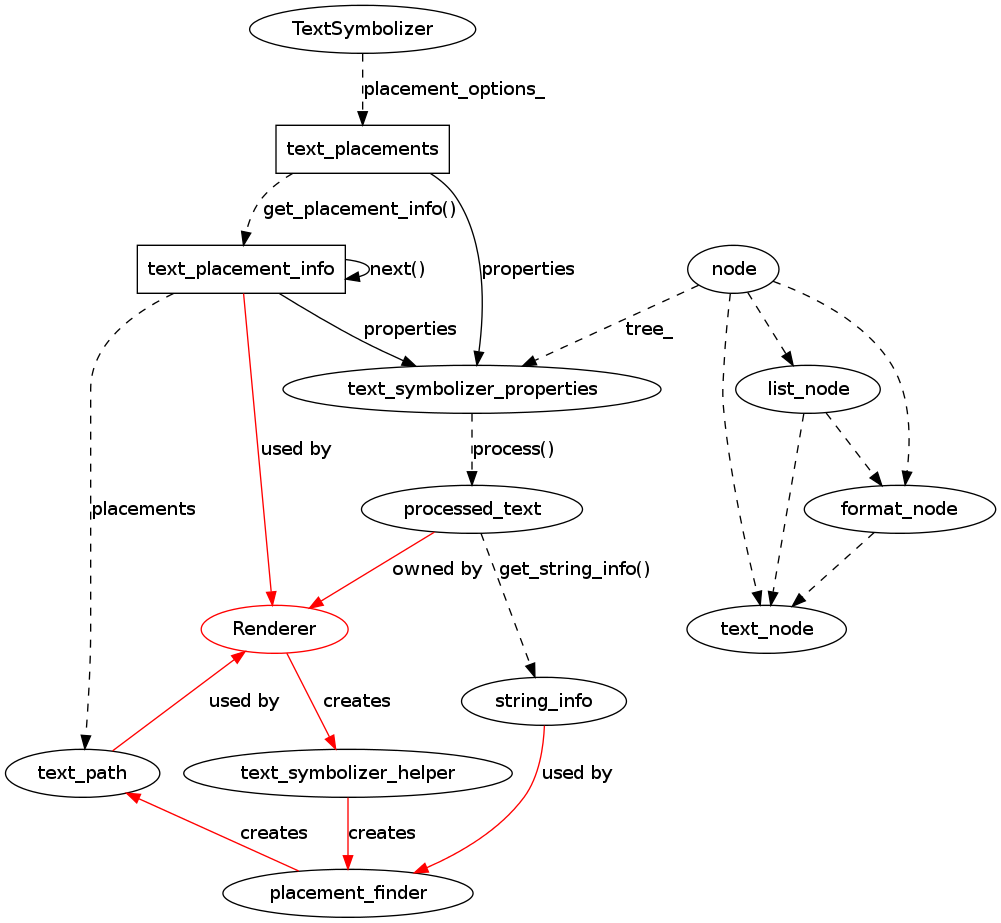 TextSymbolizer
placement_options_
text_placements
get_placement_info()
text_placement_info
next()
properties
node
properties
tree_
text_symbolizer_properties
list_node
used by
process()
placements
processed_text
format_node
owned by
get_string_info()
Renderer
text_node
used by
creates
string_info
text_path
text_symbolizer_helper
used by
creates
creates
placement_finder